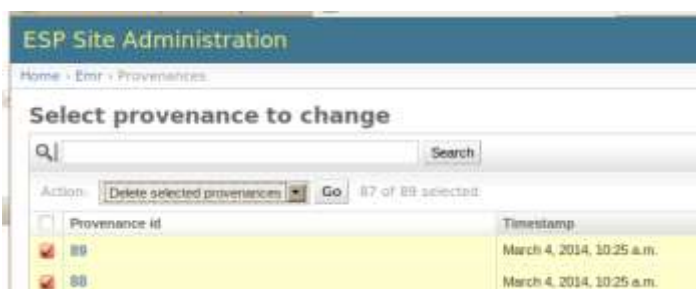 ESP Site Administration
Home › Emr › Provenances
Select provenance to change
Search
Action: Delete selected provenances Go 87 of 89 selected
Provenance id Timestamp
89 March 4, 2014, 10:25 a.m.
88 March 4, 2014, 10:25 a.m.